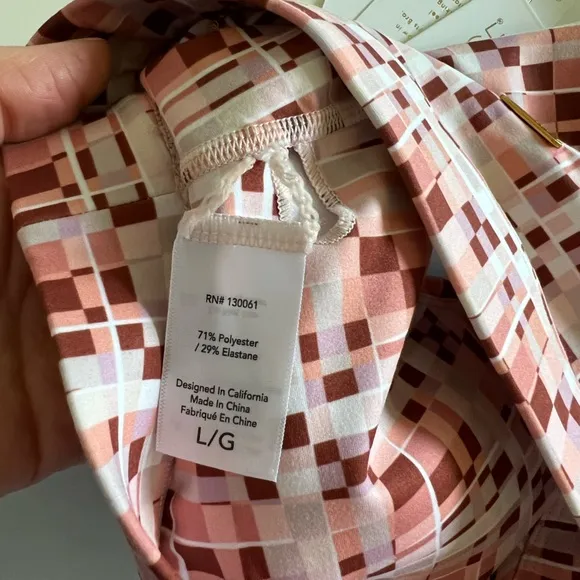 RN# 130061
71% Polyester
/ 29% Elastane
Designed In California
Made In China
Fabriqué En Chine
L/G